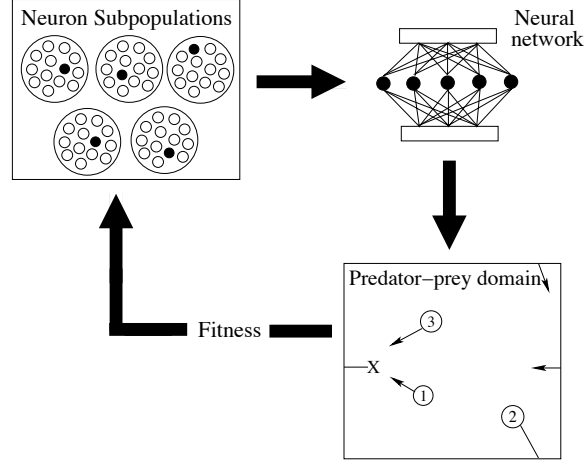 Neuron Subpopulations
Neural
network
Predator–prey domain
3
X
1
2
Fitness